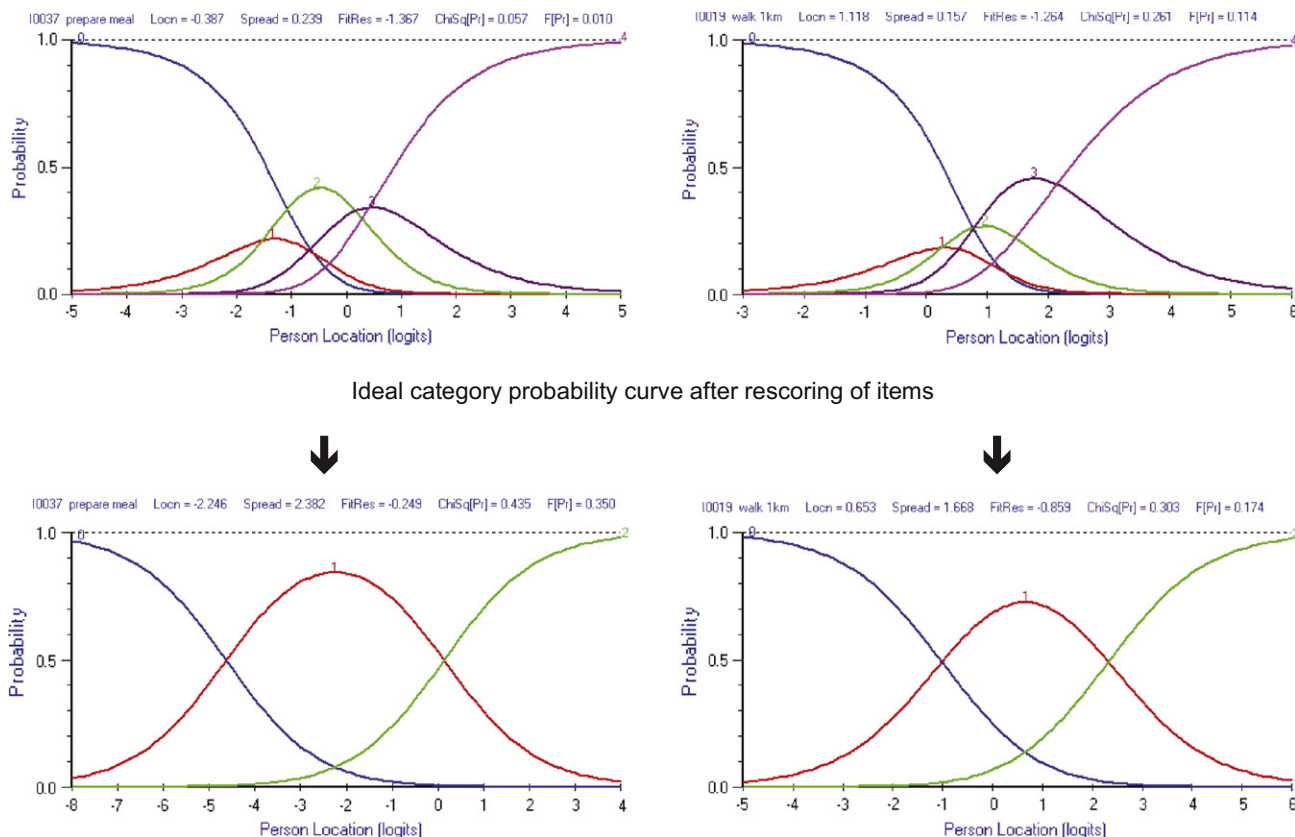 I0037 prepare meal Locn = -0.387 Spread = 0.239 FitRes = -1.367 ChiSq[Pr] = 0.057 F[Pr] = 0.010
1.0
0.5
0.0
Probability
0
1
2
3
4
-5 -4 -3 -2 -1 0 1 2 3 4 5
Person Location (logits)
I0019 walk 1km Locn = 1.118 Spread = 0.157 FitRes = -1.264 ChiSq[Pr] = 0.261 F[Pr] = 0.114
1.0
0.5
0.0
Probability
0
1
2
3
4
-3 -2 -1 0 1 2 3 4 5 6
Person Location (logits)
Ideal category probability curve after rescoring of items
I0037 prepare meal Locn = -2.246 Spread = 2.382 FitRes = -0.249 ChiSq[Pr] = 0.435 F[Pr] = 0.350
1.0
0.5
0.0
Probability
0
1
2
-8 -7 -6 -5 -4 -3 -2 -1 0 1 2 3 4
Person Location (logits)
I0019 walk 1km Locn = 0.653 Spread = 1.668 FitRes = -0.859 ChiSq[Pr] = 0.303 F[Pr] = 0.174
1.0
0.5
0.0
Probability
0
1
2
-5 -4 -3 -2 -1 0 1 2 3 4 5 6
Person Location (logits)